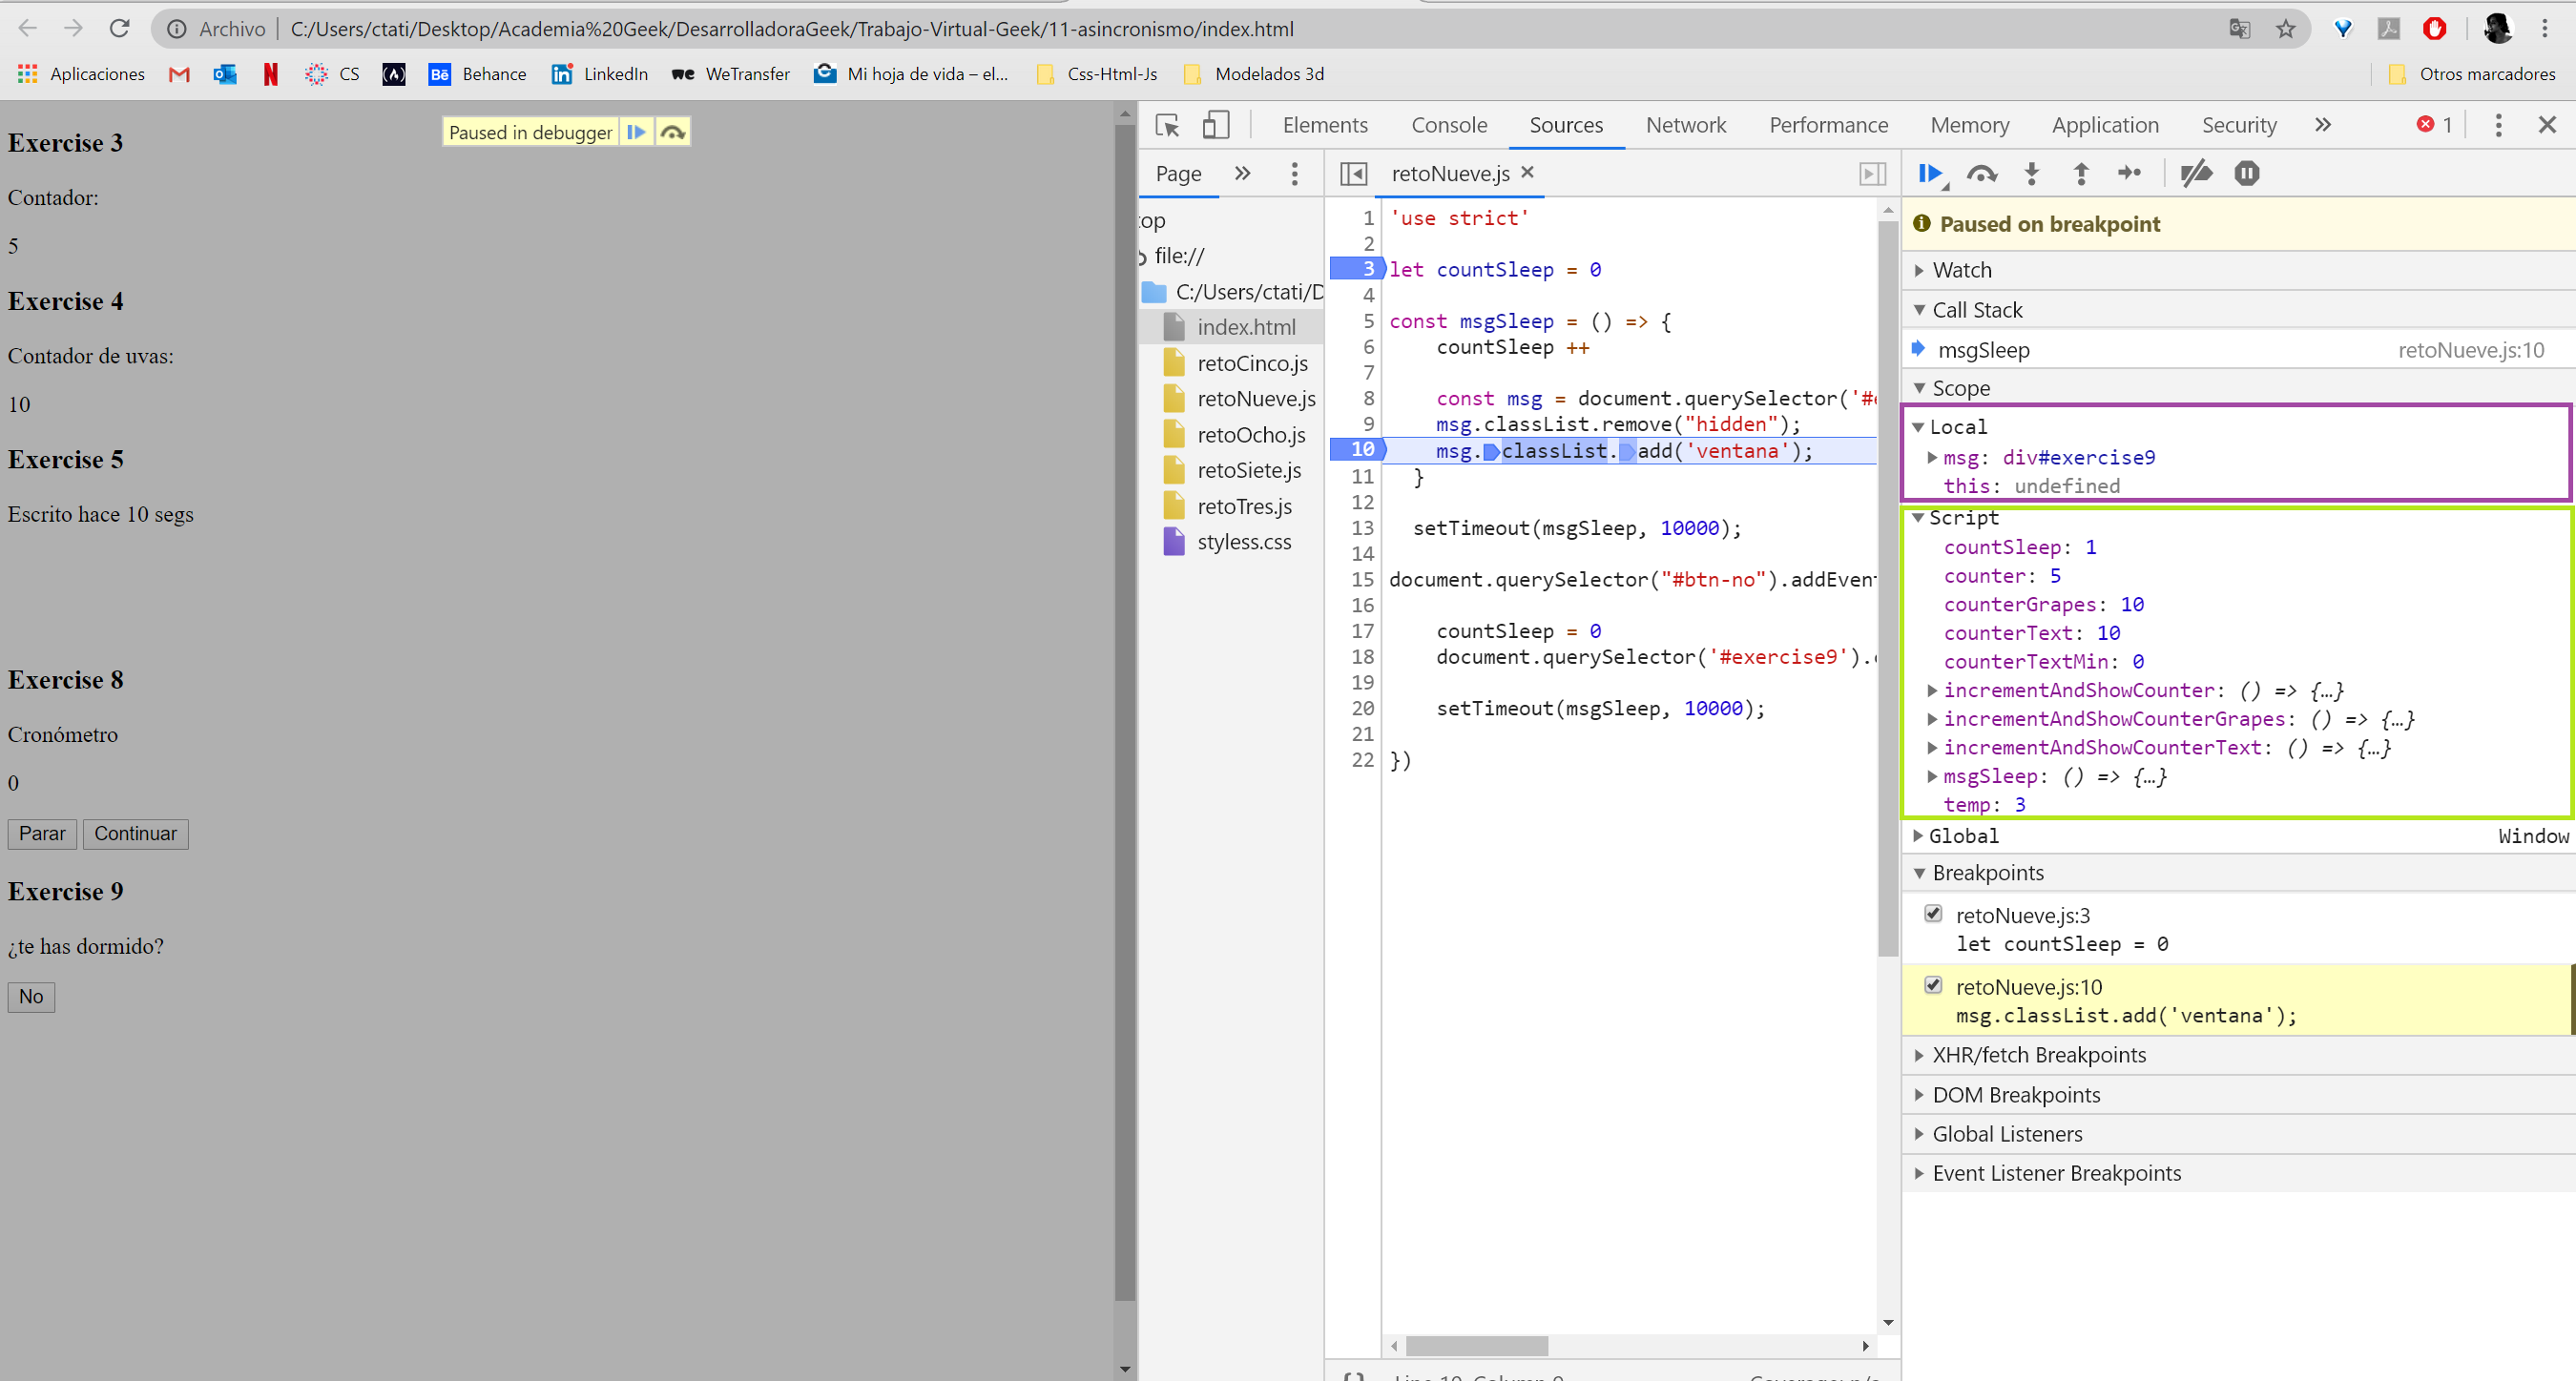 Archivo | C:/Users/ctati/Desktop/Academia%20Geek/DesarrolladoraGeek/Trabajo-Virtual-Geek/11-asincronismo/index.html
Aplicaciones CS Bē Behance LinkedIn we WeTransfer Mi hoja de vida – el... Css-Html-Js Modelados 3d Otros marcadores
Paused in debugger
Exercise 3
Contador:
5
Exercise 4
Contador de uvas:
10
Exercise 5
Escrito hace 10 segs
Exercise 8
Cronómetro
0
Parar Continuar
Exercise 9
¿te has dormido?
No
Elements Console Sources Network Performance Memory Application Security » 1
Page »
op
file://
C:/Users/ctati/D
index.html
retoCinco.js
retoNueve.js
retoOcho.js
retoSiete.js
retoTres.js
styless.css
retoNueve.js ×
1 'use strict'
2
3 let countSleep = 0
4
5 const msgSleep = () => {
6 countSleep ++
7
8 const msg = document.querySelector('#e
9 msg.classList.remove("hidden");
10 msg.classList.add('ventana');
11 }
12
13 setTimeout(msgSleep, 10000);
14
15 document.querySelector("#btn-no").addEven
16
17 countSleep = 0
18 document.querySelector('#exercise9').
19
20 setTimeout(msgSleep, 10000);
21
22 })
Paused on breakpoint
Watch
Call Stack
msgSleep retoNueve.js:10
Scope
Local
msg: div#exercise9
this: undefined
Script
countSleep: 1
counter: 5
counterGrapes: 10
counterText: 10
counterTextMin: 0
incrementAndShowCounter: () => {…}
incrementAndShowCounterGrapes: () => {…}
incrementAndShowCounterText: () => {…}
msgSleep: () => {…}
temp: 3
Global Window
Breakpoints
retoNueve.js:3
let countSleep = 0
retoNueve.js:10
msg.classList.add('ventana');
XHR/fetch Breakpoints
DOM Breakpoints
Global Listeners
Event Listener Breakpoints